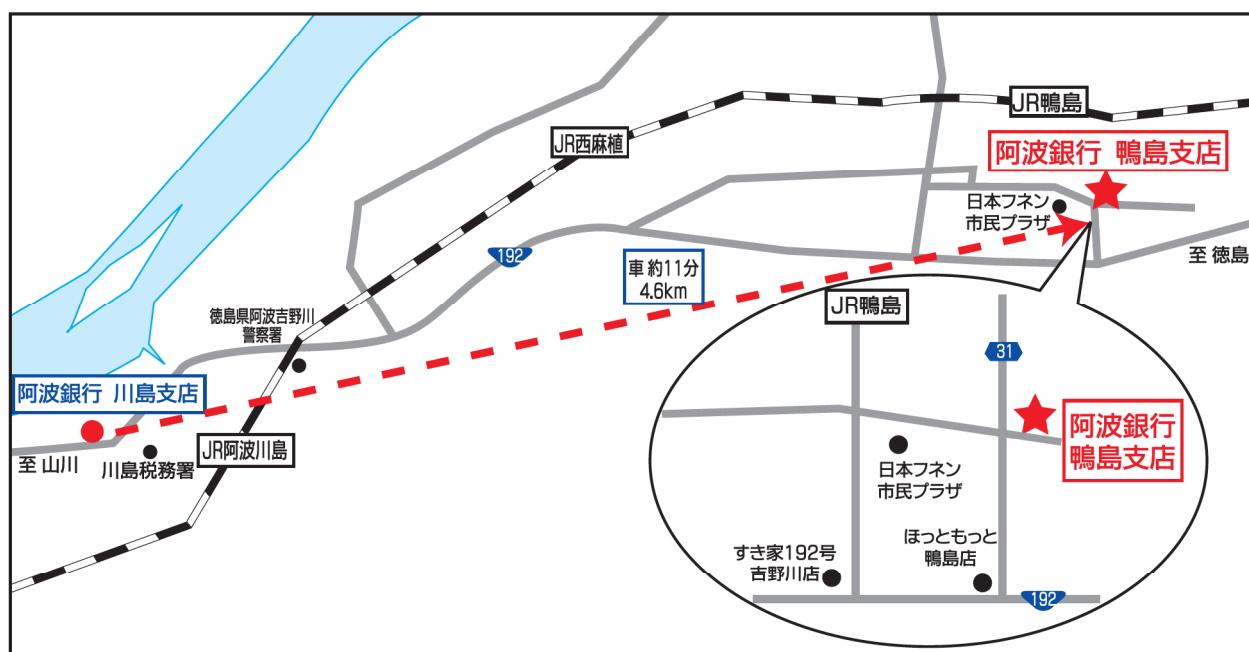 JR鴨島
JR西麻植
阿波銀行 鴨島支店
日本フネン
市民プラザ
192
車 約11分
4.6km
至 徳島
徳島県阿波吉野川
警察署
阿波銀行 川島支店
JR阿波川島
至 山川
川島税務署
JR鴨島
31
阿波銀行
鴨島支店
日本フネン
市民プラザ
すき家192号
吉野川店
ほっともっと
鴨島店
192